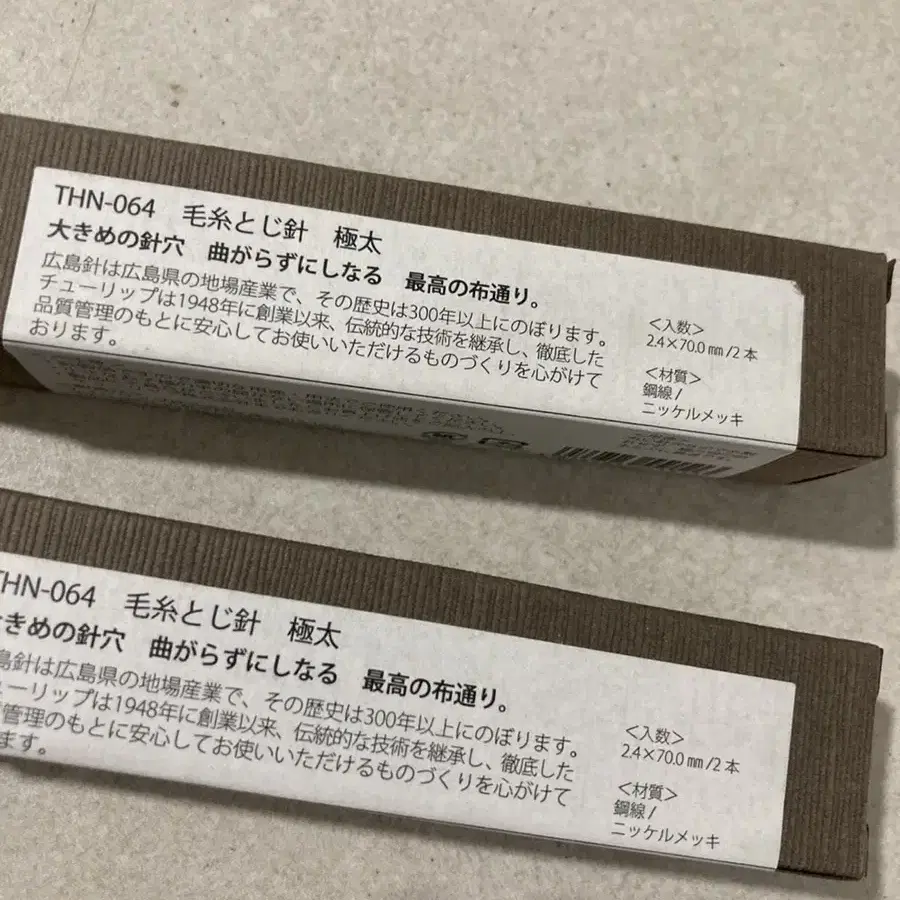 THN-064 毛糸とじ針 極太
大きめの針穴 曲がらずにしなる 最高の布通り。
広島針は広島県の地場産業で、その歴史は300年以上にのぼります。
チューリップは1948年に創業以来、伝統的な技術を継承し、徹底した
品質管理のもとに安心してお使いいただけるものづくりを心がけて
おります。
<入数>
2.4×70.0㎜/2本
<材質>
鋼線/
ニッケルメッキ
THN-064 毛糸とじ針 極太
きめの針穴 曲がらずにしなる 最高の布通り。
島針は広島県の地場産業で、その歴史は300年以上にのぼります。
ューリップは1948年に創業以来、伝統的な技術を継承し、徹底した
管理のもとに安心してお使いいただけるものづくりを心がけて
ます。
<入数>
2.4×70.0㎜/2本
<材質>
鋼線/
ニッケルメッキ